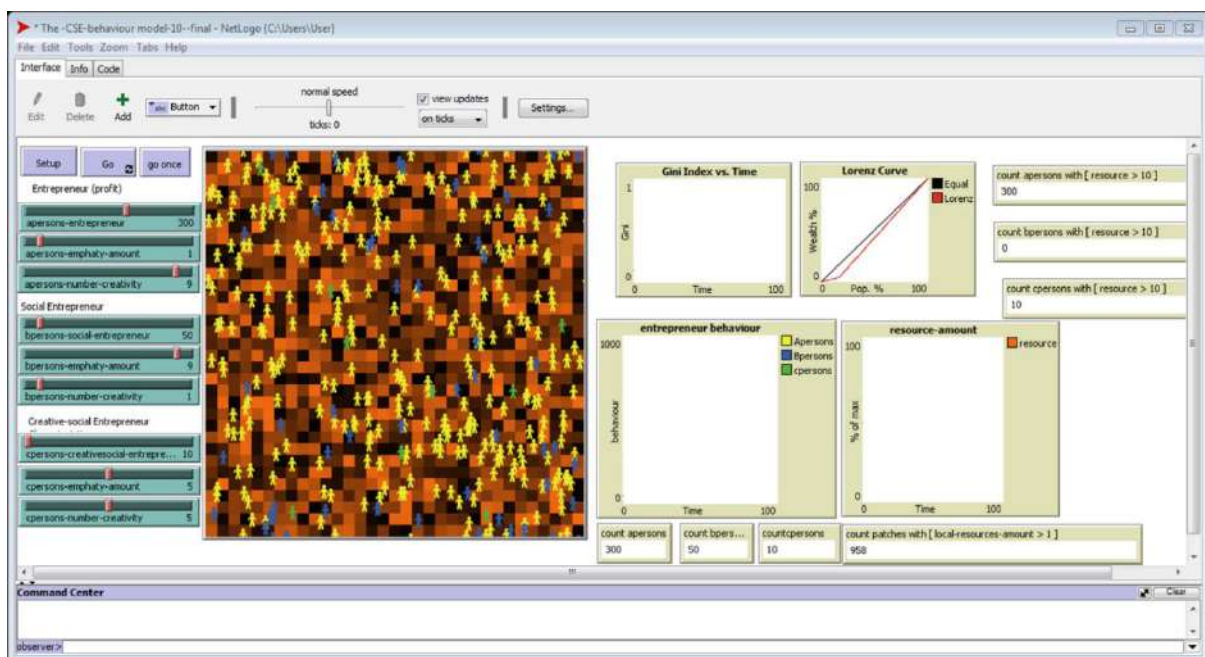 * The -CSE-behaviour model-10--final - NetLogo {C:\Users\User}
File Edit Tools Zoom Tabs Help
Interface Info Code
Edit Delete Add
abc Button
normal speed
ticks: 0
view updates
on ticks
Settings...
Setup Go go once
Entrepreneur (profit)
apersons-entrepreneur 300
apersons-emphaty-amount 1
apersons-number-creativity 9
Social Entrepreneur
bpersons-social-entrepreneur 50
bpersons-emphaty-amount 9
bpersons-number-creativity 1
Creative-social Entrepreneur
cpersons-creativesocial-entrepre... 10
cpersons-emphaty-amount 5
cpersons-number-creativity 5
Gini Index vs. Time
1
Gini
0
0 Time 100
Lorenz Curve
100
Wealth %
0
0 Pop. % 100
Equal
Lorenz
count apersons with [ resource > 10 ]
300
count bpersons with [ resource > 10 ]
0
count cpersons with [ resource > 10 ]
10
entrepreneur behaviour
1000
behaviour
0
0 Time 100
Apersons
Bpersons
cpersons
resource-amount
100
% of max
0
0 Time 100
resource
count apersons
300
count bpers...
50
countcpersons
10
count patches with [ local-resources-amount > 1 ]
958
Command Center
Clear
observer>